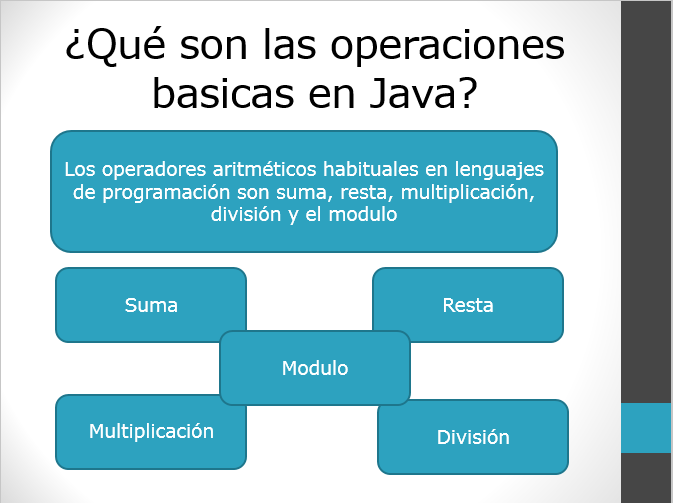 ¿Qué son las operaciones
basicas en Java?
Los operadores aritméticos habituales en lenguajes
de programación son suma, resta, multiplicación,
división y el modulo
Suma
Resta
Modulo
Multiplicación
División